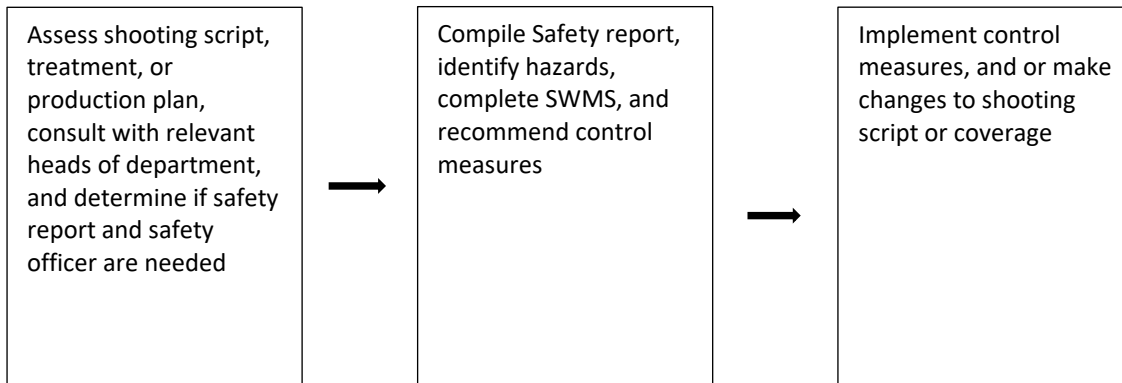 Assess shooting script,
treatment, or
production plan,
consult with relevant
heads of department,
and determine if safety
report and safety
officer are needed
Compile Safety report,
identify hazards,
complete SWMS, and
recommend control
measures
Implement control
measures, and or make
changes to shooting
script or coverage